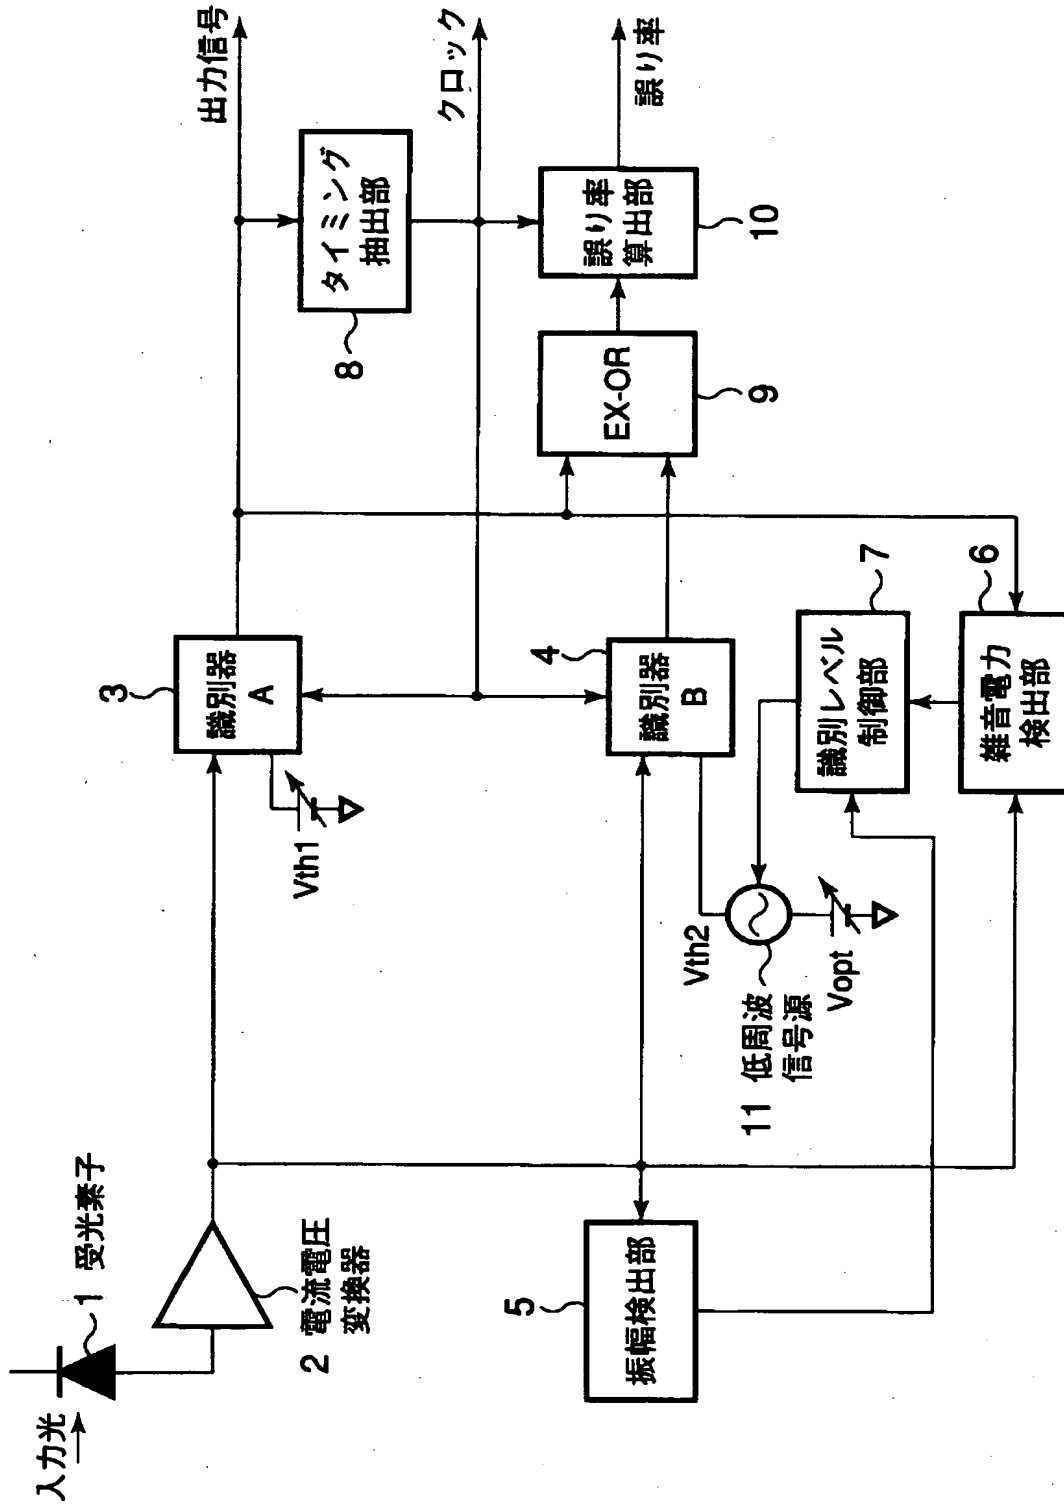 入力光
1 受光素子
2 電流電圧
変換器
3
識別器
A
Vth1
出力信号
タイミング
抽出部
8
クロック
4
識別器
B
Vth2
11 低周波
信号源
Vopt
5
振幅検出部
EX-OR
9
誤り率
算出部
10
誤り率
識別レベル
制御部
7
雑音電力
検出部
6